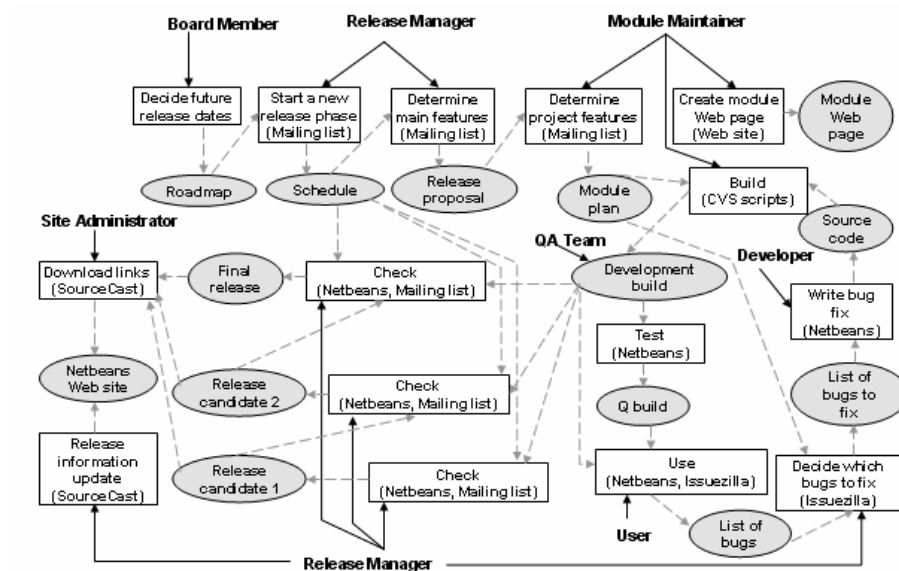 Board Member
Release Manager
Module Maintainer
Decide future
release dates
Start a new
release phase
(Mailing list)
Determine
main features
(Mailing list)
Determine
project features
(Mailing list)
Create module
Web page
(Web site)
Module
Web
page
Roadmap
Schedule
Release
proposal
Module
plan
Build
(CVS scripts)
Source
code
Site Administrator
QA Team
Developer
Download links
(SourceCast)
Final
release
Check
(Netbeans, Mailing list)
Development
build
Write bug
fix
(Netbeans)
Test
(Netbeans)
Netbeans
Web site
Release
candidate 2
Check
(Netbeans, Mailing list)
Q build
List of
bugs to
fix
Release
information
update
(SourceCast)
Release
candidate 1
Check
(Netbeans, Mailing list)
Use
(Netbeans, Issuezilla)
Decide which
bugs to fix
(Issuezilla)
User
List of
bugs
Release Manager